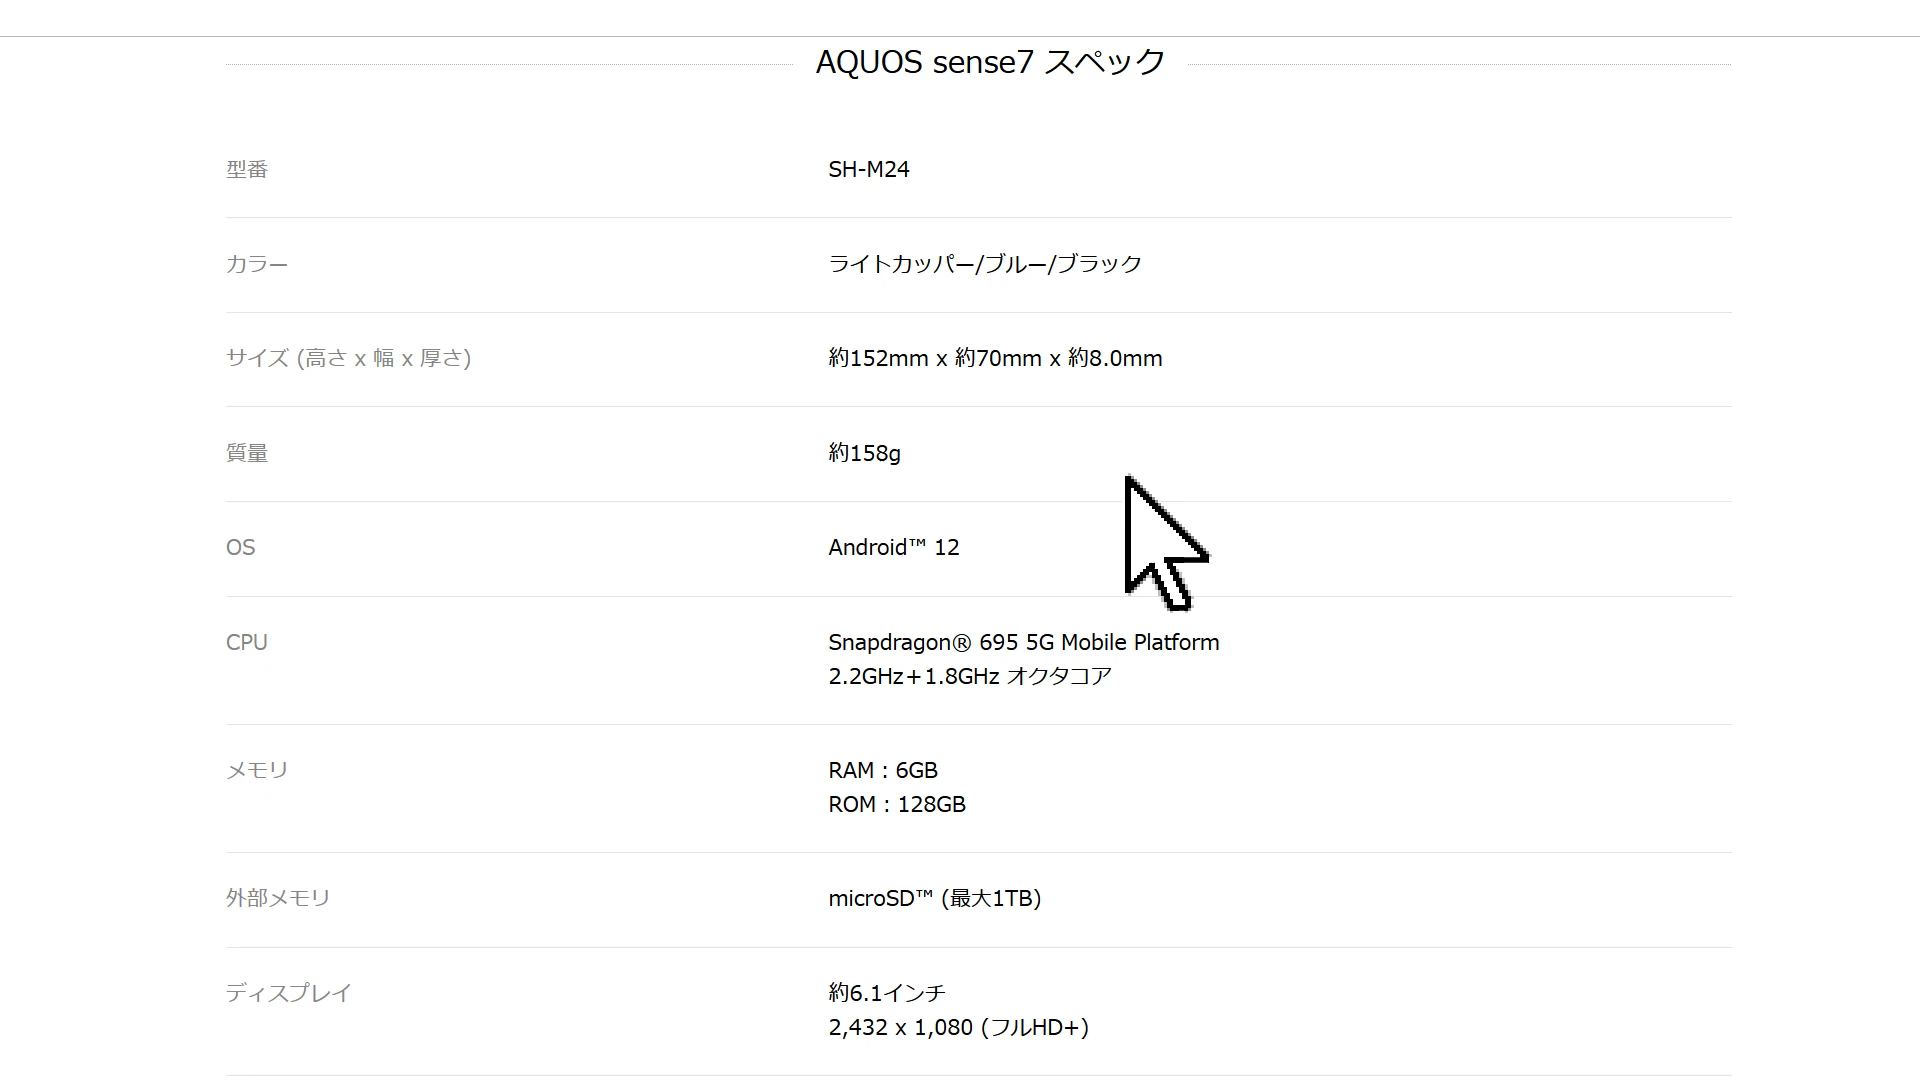 AQUOS sense7 スペック
型番
SH-M24
カラー
ライトカッパー/ブルー/ブラック
サイズ (高さ x 幅 x 厚さ)
約152mm x 約70mm x 約8.0mm
質量
約158g
OS
Android™ 12
CPU
Snapdragon® 695 5G Mobile Platform
2.2GHz＋1.8GHz オクタコア
メモリ
RAM : 6GB
ROM : 128GB
外部メモリ
microSD™ (最大1TB)
ディスプレイ
約6.1インチ
2,432 x 1,080 (フルHD+)